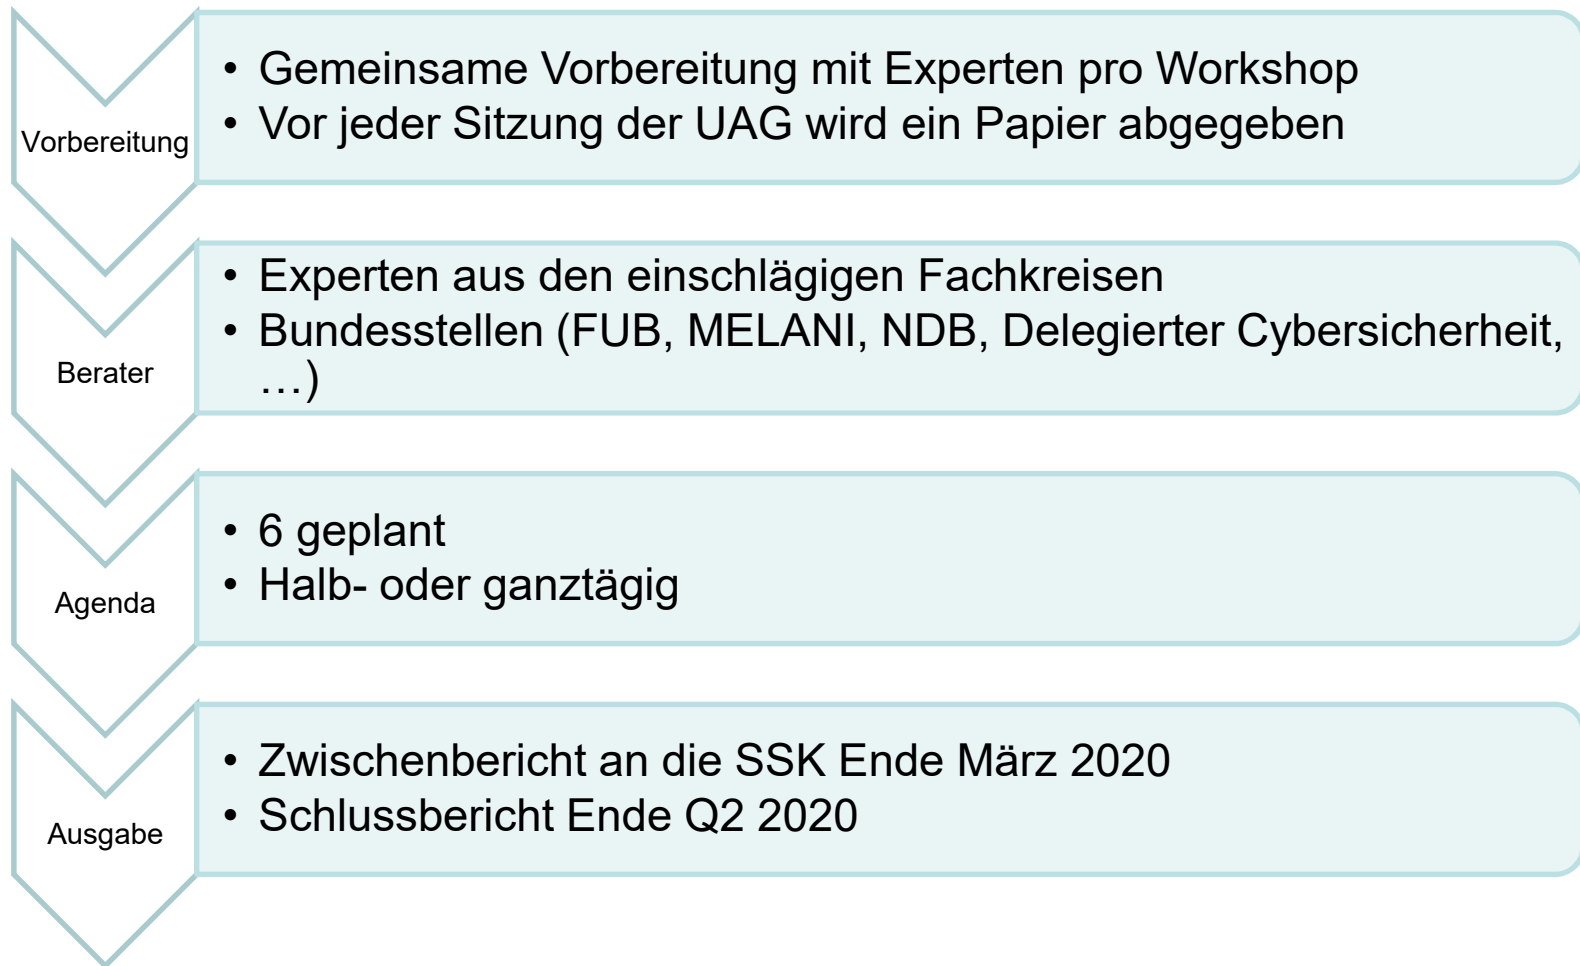 Vorbereitung
• Gemeinsame Vorbereitung mit Experten pro Workshop
• Vor jeder Sitzung der UAG wird ein Papier abgegeben
Berater
• Experten aus den einschlägigen Fachkreisen
• Bundesstellen (FUB, MELANI, NDB, Delegierter Cybersicherheit,
…)
Agenda
• 6 geplant
• Halb- oder ganztägig
Ausgabe
• Zwischenbericht an die SSK Ende März 2020
• Schlussbericht Ende Q2 2020